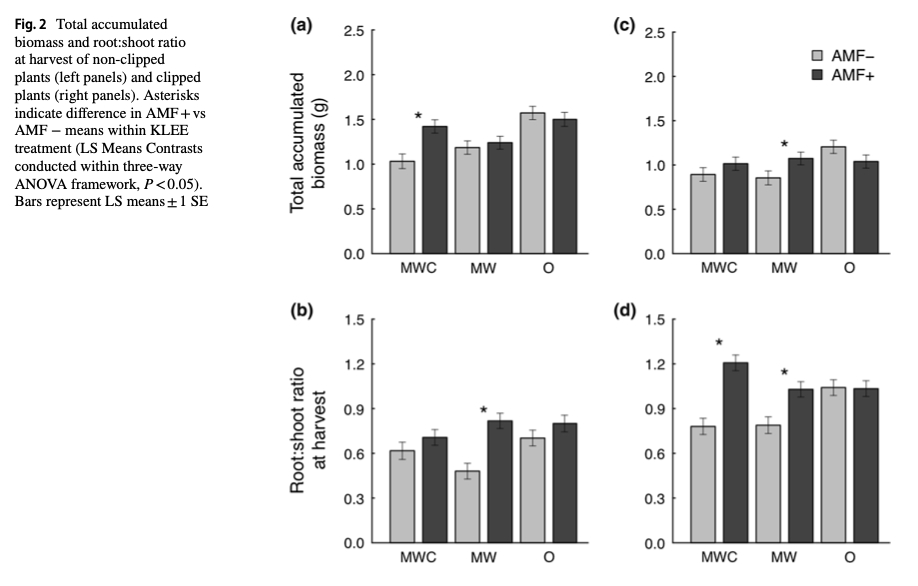 Fig. 2 Total accumulated
biomass and root:shoot ratio
at harvest of non-clipped
plants (left panels) and clipped
plants (right panels). Asterisks
indicate difference in AMF+vs
AMF − means within KLEE
treatment (LS Means Contrasts
conducted within three-way
ANOVA framework, P<0.05).
Bars represent LS means ± 1 SE
(a)
Total accumulated
biomass (g)
2.5
2.0
1.5
1.0
0.5
0.0
*
MWC MW O
(c)
2.5
2.0
1.5
1.0
0.5
0.0
AMF−
AMF+
*
MWC MW O
(b)
Root:shoot ratio
at harvest
1.5
1.2
0.9
0.6
0.3
0.0
*
MWC MW O
(d)
1.5
1.2
0.9
0.6
0.3
0.0
*
*
MWC MW O